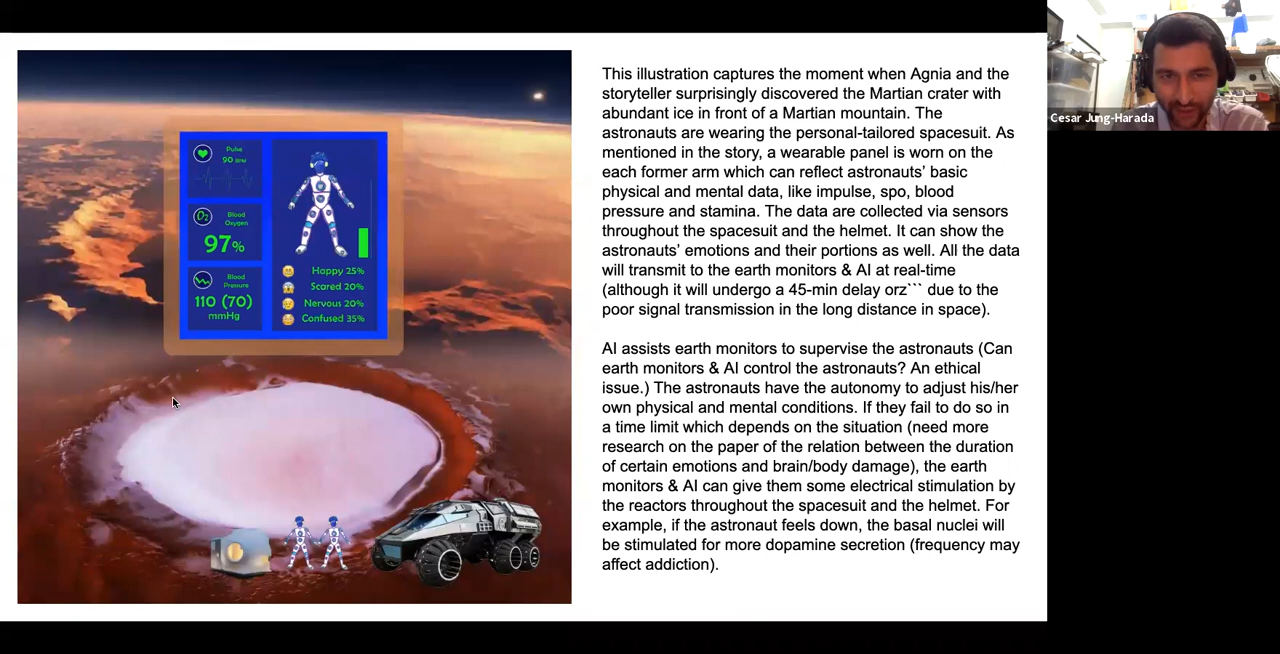 Pulse
90 BPM
O2
Blood
Oxygen
97%
Blood
Pressure
110 (70)
mmHg
Happy 25%
Scared 20%
Nervous 20%
Confused 35%
This illustration captures the moment when Agnia and the
storyteller surprisingly discovered the Martian crater with
abundant ice in front of a Martian mountain. The
astronauts are wearing the personal-tailored spacesuit. As
mentioned in the story, a wearable panel is worn on the
each former arm which can reflect astronauts’ basic
physical and mental data, like impulse, spo, blood
pressure and stamina. The data are collected via sensors
throughout the spacesuit and the helmet. It can show the
astronauts’ emotions and their portions as well. All the data
will transmit to the earth monitors & AI at real-time
(although it will undergo a 45-min delay orz``` due to the
poor signal transmission in the long distance in space).
AI assists earth monitors to supervise the astronauts (Can
earth monitors & AI control the astronauts? An ethical
issue.) The astronauts have the autonomy to adjust his/her
own physical and mental conditions. If they fail to do so in
a time limit which depends on the situation (need more
research on the paper of the relation between the duration
of certain emotions and brain/body damage), the earth
monitors & AI can give them some electrical stimulation by
the reactors throughout the spacesuit and the helmet. For
example, if the astronaut feels down, the basal nuclei will
be stimulated for more dopamine secretion (frequency may
affect addiction).
Cesar Jung-Harada